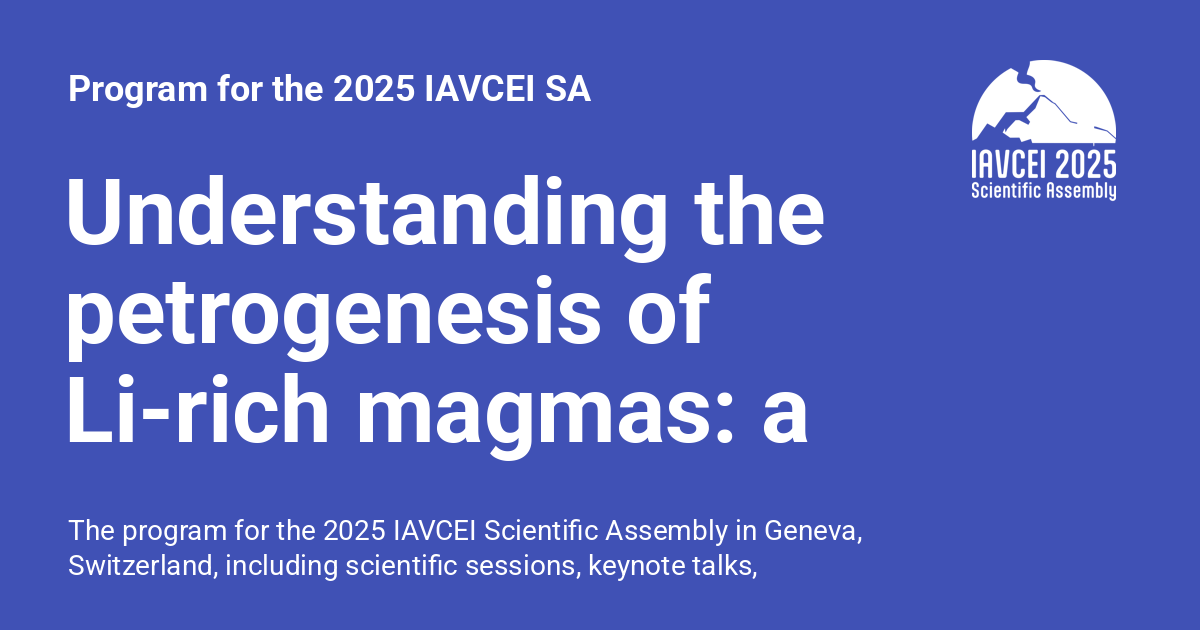 Program for the 2025 IAVCEI SA
IAVCEI 2025
Scientific Assembly
Understanding the
petrogenesis of
Li-rich magmas: a
The program for the 2025 IAVCEI Scientific Assembly in Geneva,
Switzerland, including scientific sessions, keynote talks,